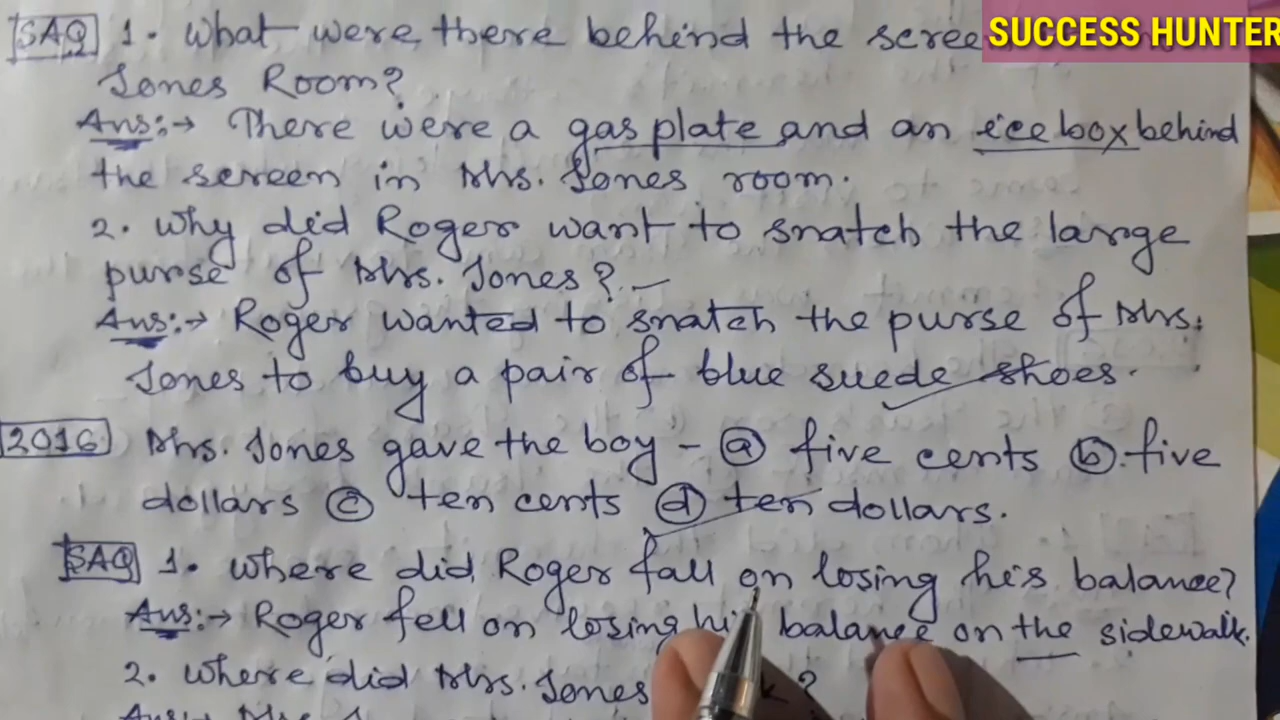 SUCCESS HUNTER
SAQ 1. What were there behind the scree
Jones Room?
Ans:→ There were a gas plate and an ice box behind
the screen in Mrs. Jones room.
2. Why did Roger want to snatch the large
purse of Mrs. Jones? –
Ans:→ Roger wanted to snatch the purse of Mrs.
Jones to buy a pair of blue suede shoes.
2016 Mrs. Jones gave the boy – ⓐ five cents ⓑ five
dollars ⓒ ten cents ⓓ ten dollars.
SAQ 1. Where did Roger fall on losing his balance?
Ans:→ Roger fell on losing his balance on the sidewalk.
2. Where did Mrs. Jones ?